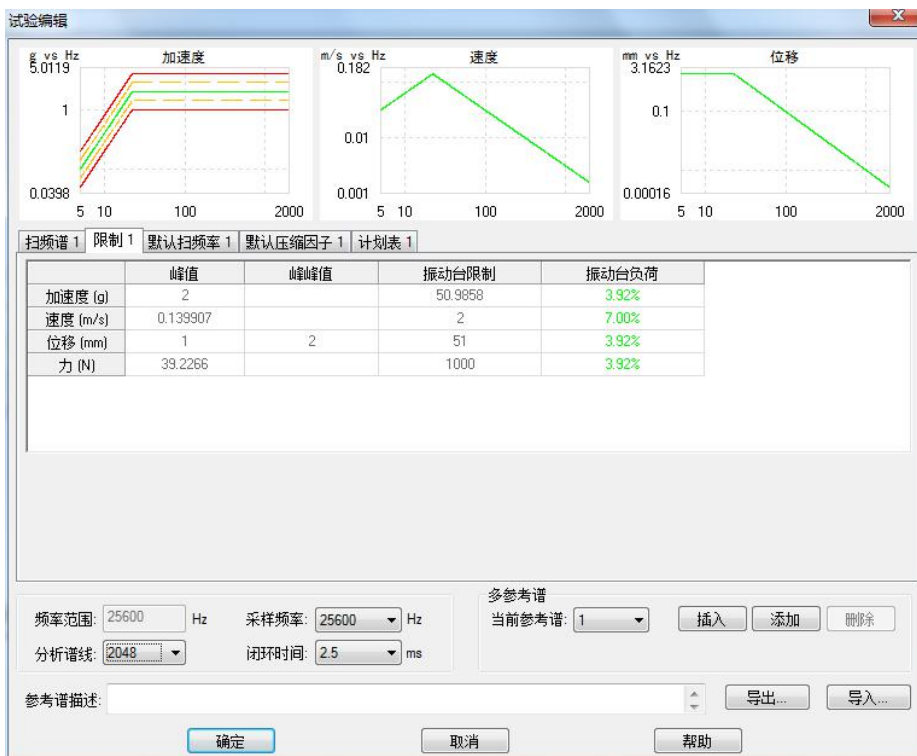 试验编辑
g vs Hz 加速度
5.0119
1
0.0398
5 10 100 2000
m/s vs Hz 速度
0.182
0.01
0.001
5 10 100 2000
mm vs Hz 位移
3.1623
0.1
0.00016
5 10 100 2000
扫频谱 1 限制 1 默认扫频率 1 默认压缩因子 1 计划表 1
峰值 峰峰值 振动台限制 振动台负荷
加速度 (g) 2 50.9858 3.92%
速度 (m/s) 0.139907 2 7.00%
位移 (mm) 1 2 51 3.92%
力 (N) 39.2266 1000 3.92%
多参考谱
频率范围: 25600 Hz 采样频率: 25600 Hz 当前参考谱: 1 插入 添加 删除
分析谱线: 2048 闭环时间: 2.5 ms
参考谱描述: 导出... 导入...
确定 取消 帮助